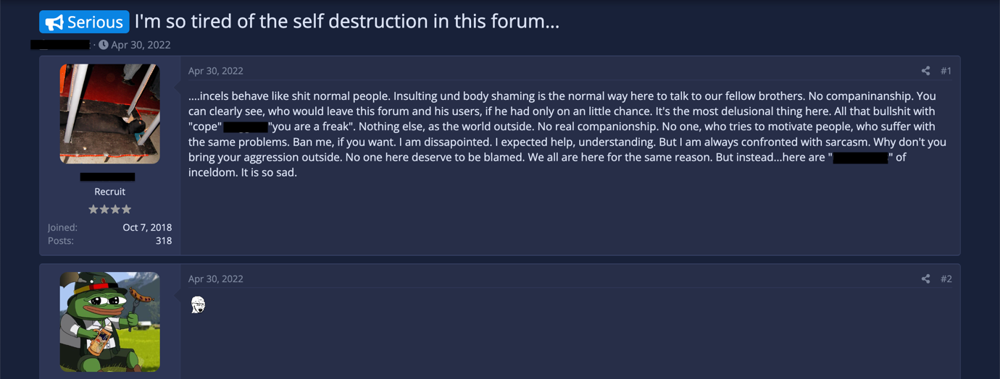 Serious I'm so tired of the self destruction in this forum...
· Apr 30, 2022
Apr 30, 2022 #1
....incels behave like shit normal people. Insulting und body shaming is the normal way here to talk to our fellow brothers. No companinanship. You
can clearly see, who would leave this forum and his users, if he had only on an little chance. It's the most delusional thing here. All that bullshit with
"cope" "you are a freak". Nothing else, as the world outside. No real companionship. No one, who tries to motivate people, who suffer with
the same problems. Ban me, if you want. I am dissapointed. I expected help, understanding. But I am always confronted with sarcasm. Why don't you
bring your aggression outside. No one here deserve to be blamed. We all are here for the same reason. But instead...here are " " of
inceldom. It is so sad.
Recruit
Joined: Oct 7, 2018
Posts: 318
Apr 30, 2022 #2